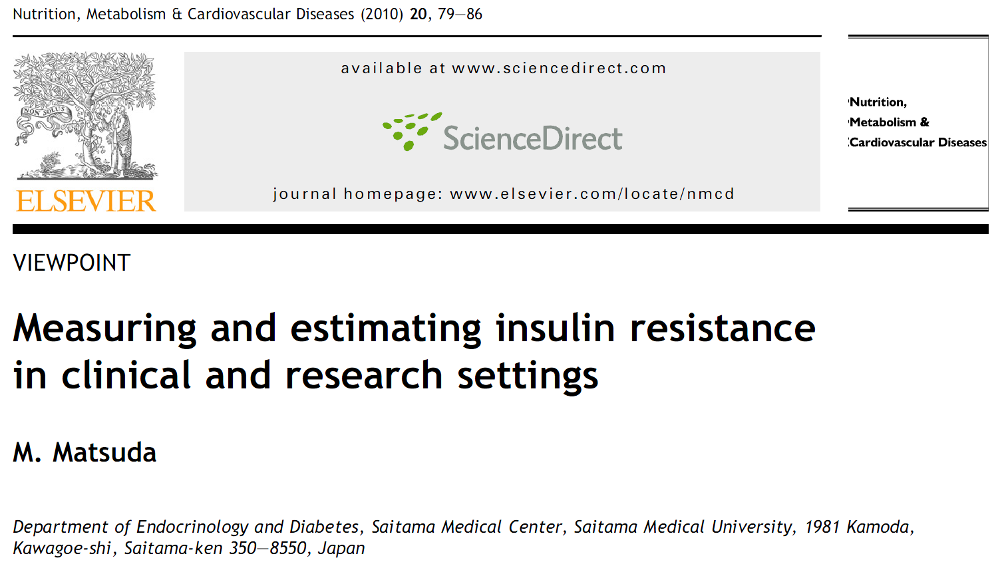 Nutrition, Metabolism & Cardiovascular Diseases (2010) 20, 79–86
available at www.sciencedirect.com
NON SOLUS
ScienceDirect
journal homepage: www.elsevier.com/locate/nmcd
ELSEVIER
Nutrition,
Metabolism &
Cardiovascular Diseases
VIEWPOINT
Measuring and estimating insulin resistance
in clinical and research settings
M. Matsuda
Department of Endocrinology and Diabetes, Saitama Medical Center, Saitama Medical University, 1981 Kamoda,
Kawagoe-shi, Saitama-ken 350–8550, Japan